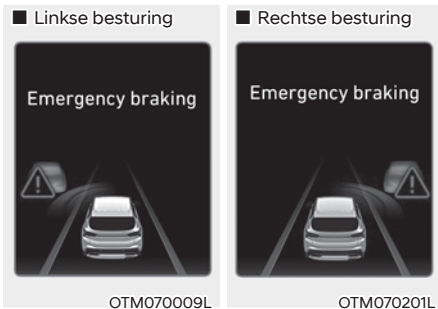 ■ Linkse besturing
Emergency braking
OTM070009L
■ Rechtse besturing
Emergency braking
OTM070201L